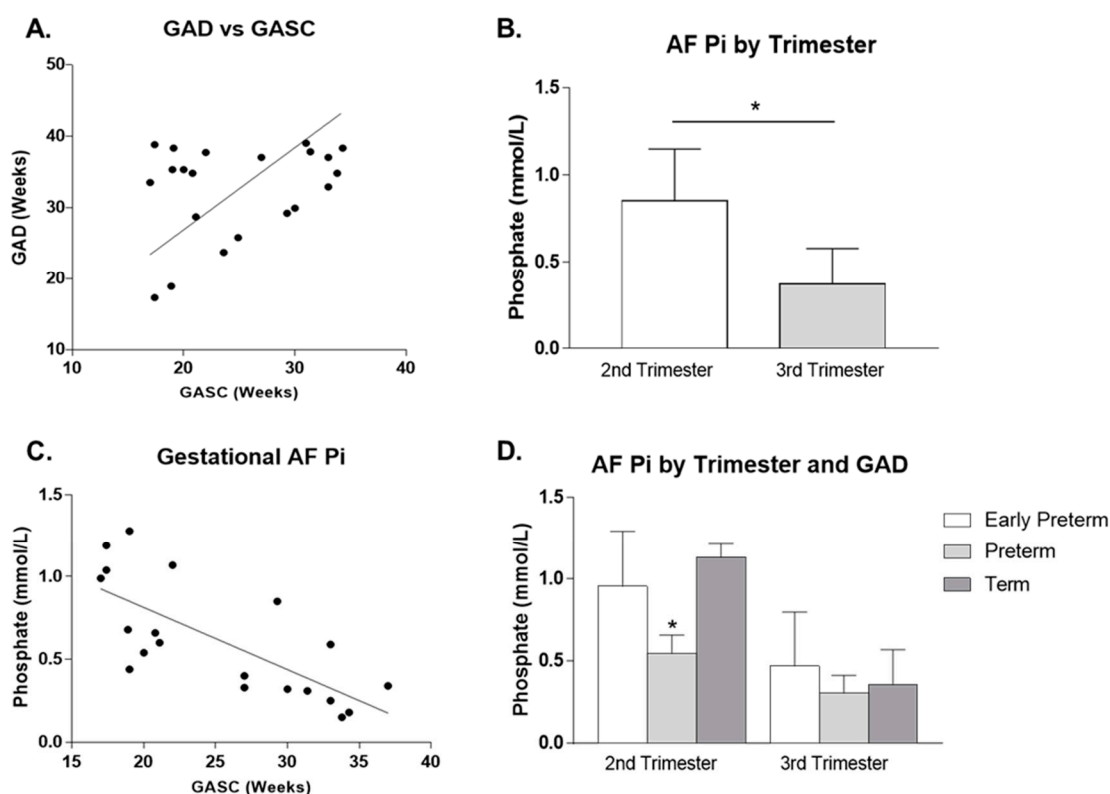 A.
GAD vs GASC
50
40
30
20
10
GAD (Weeks)
10 20 30 40
GASC (Weeks)
B.
AF Pi by Trimester
1.5
1.0
0.5
0.0
Phosphate (mmol/L)
*
2nd Trimester 3rd Trimester
C.
Gestational AF Pi
1.5
1.0
0.5
0.0
Phosphate (mmol/L)
15 20 25 30 35 40
GASC (Weeks)
D.
AF Pi by Trimester and GAD
1.5
1.0
0.5
0.0
Phosphate (mmol/L)
*
2nd Trimester 3rd Trimester
Early Preterm
Preterm
Term